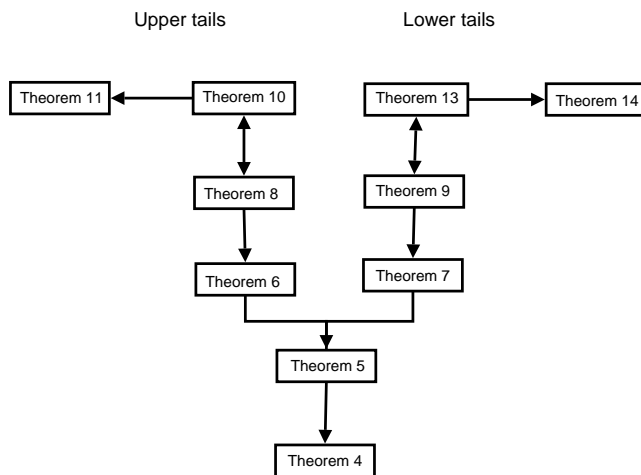 Upper tails
Lower tails
Theorem 11
Theorem 10
Theorem 13
Theorem 14
Theorem 8
Theorem 9
Theorem 6
Theorem 7
Theorem 5
Theorem 4